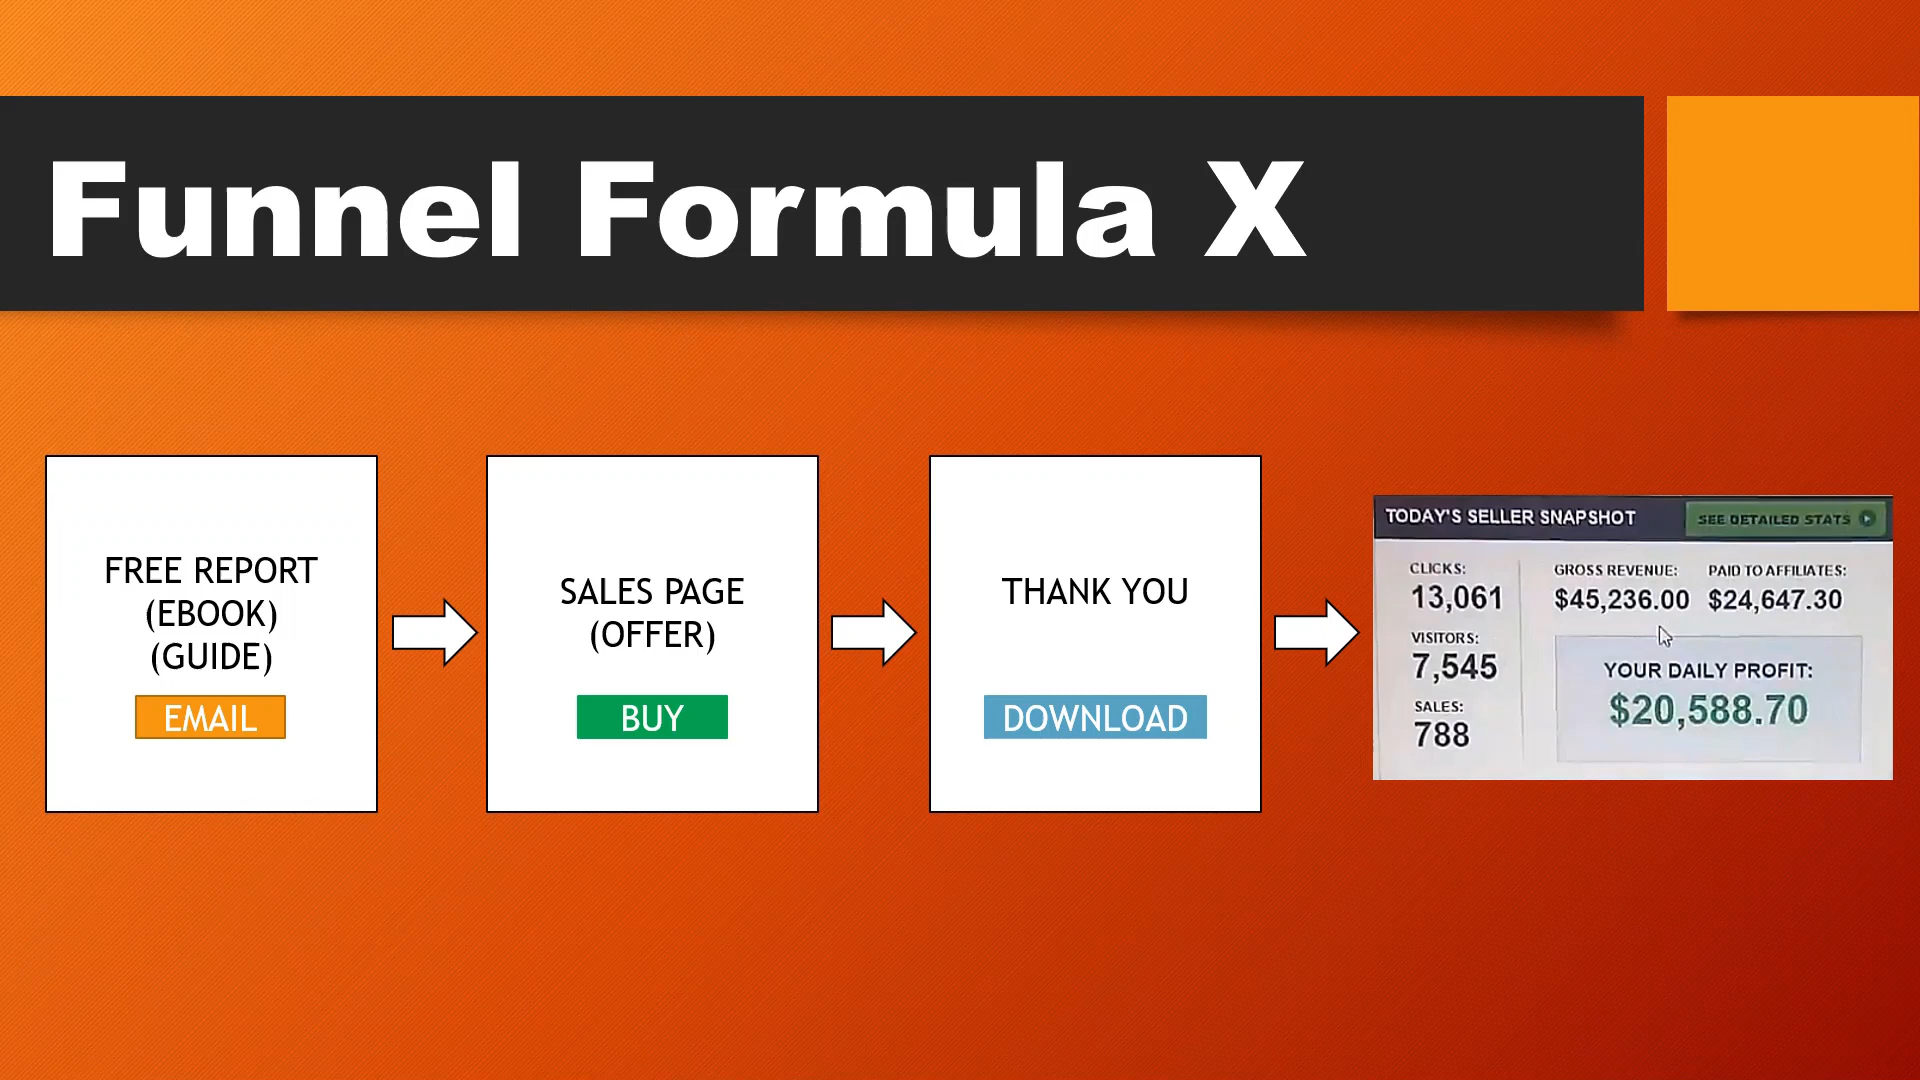 Funnel Formula X
FREE REPORT
(EBOOK)
(GUIDE)
EMAIL
SALES PAGE
(OFFER)
BUY
THANK YOU
DOWNLOAD
TODAY'S SELLER SNAPSHOT
SEE DETAILED STATS
CLICKS:
13,061
VISITORS:
7,545
SALES:
788
GROSS REVENUE:
$45,236.00
PAID TO AFFILIATES:
$24,647.30
YOUR DAILY PROFIT:
$20,588.70